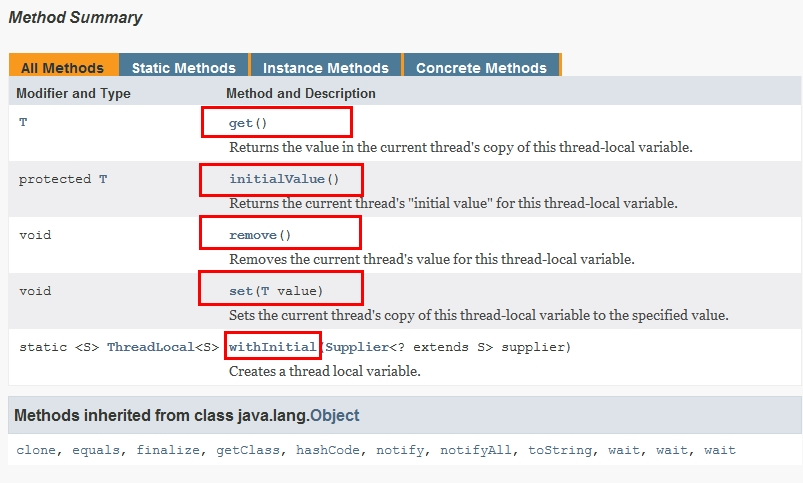 Method Summary
All Methods Static Methods Instance Methods Concrete Methods
Modifier and Type Method and Description
T get()
Returns the value in the current thread's copy of this thread-local variable.
protected T initialValue()
Returns the current thread's "initial value" for this thread-local variable.
void remove()
Removes the current thread's value for this thread-local variable.
void set(T value)
Sets the current thread's copy of this thread-local variable to the specified value.
static <S> ThreadLocal<S> withInitial(Supplier<? extends S> supplier)
Creates a thread local variable.
Methods inherited from class java.lang.Object
clone, equals, finalize, getClass, hashCode, notify, notifyAll, toString, wait, wait, wait